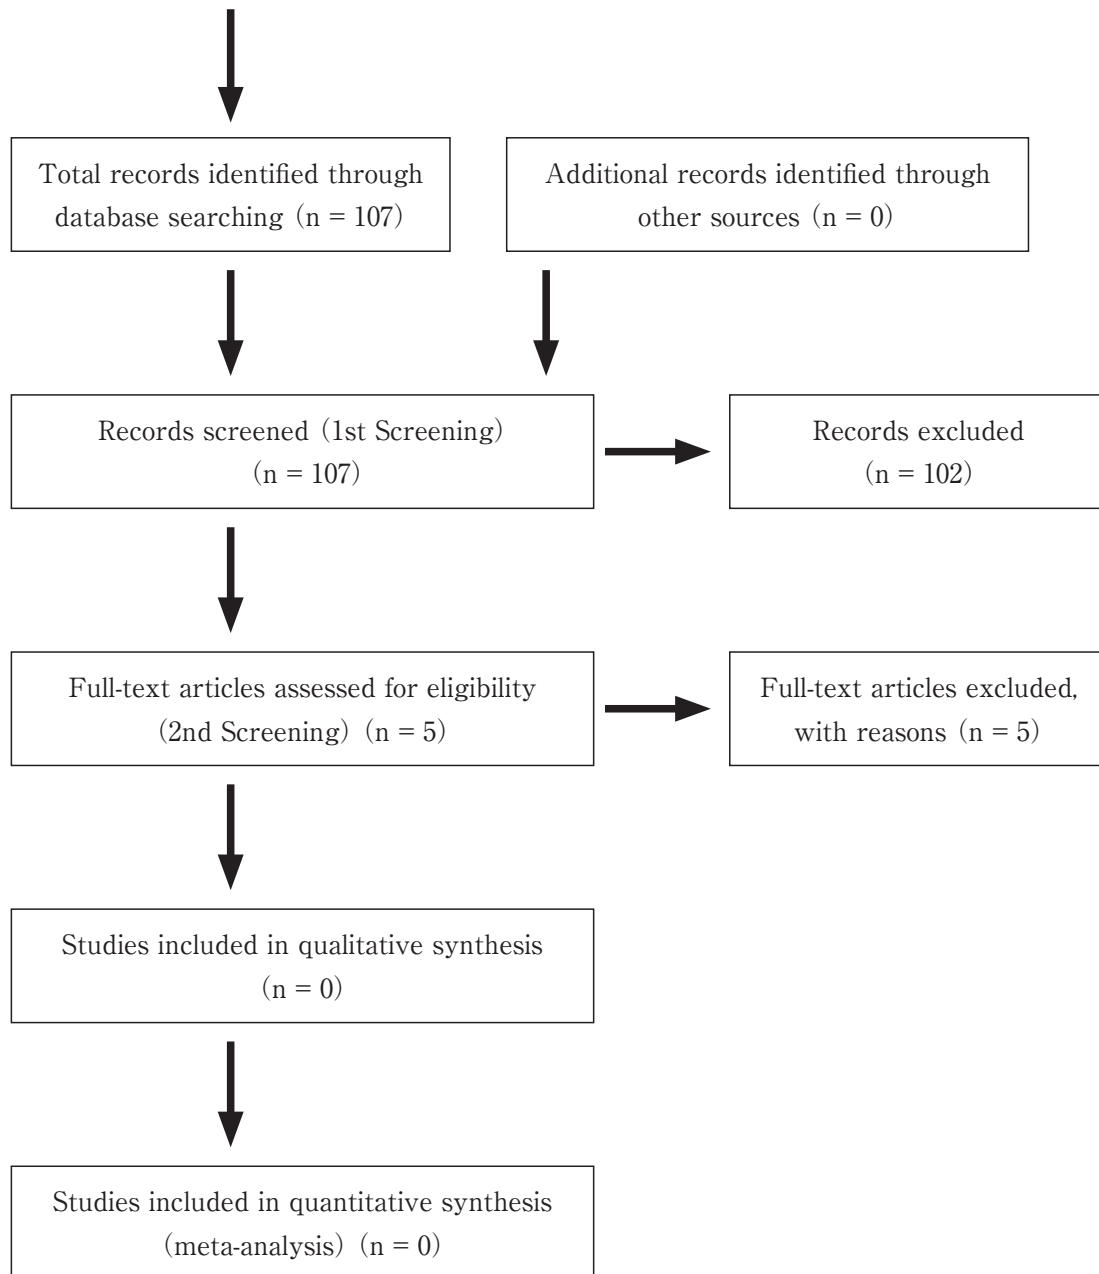 Total records identified through
database searching (n = 107)
Additional records identified through
other sources (n = 0)
Records screened (1st Screening)
(n = 107)
Records excluded
(n = 102)
Full-text articles assessed for eligibility
(2nd Screening) (n = 5)
Full-text articles excluded,
with reasons (n = 5)
Studies included in qualitative synthesis
(n = 0)
Studies included in quantitative synthesis
(meta-analysis) (n = 0)